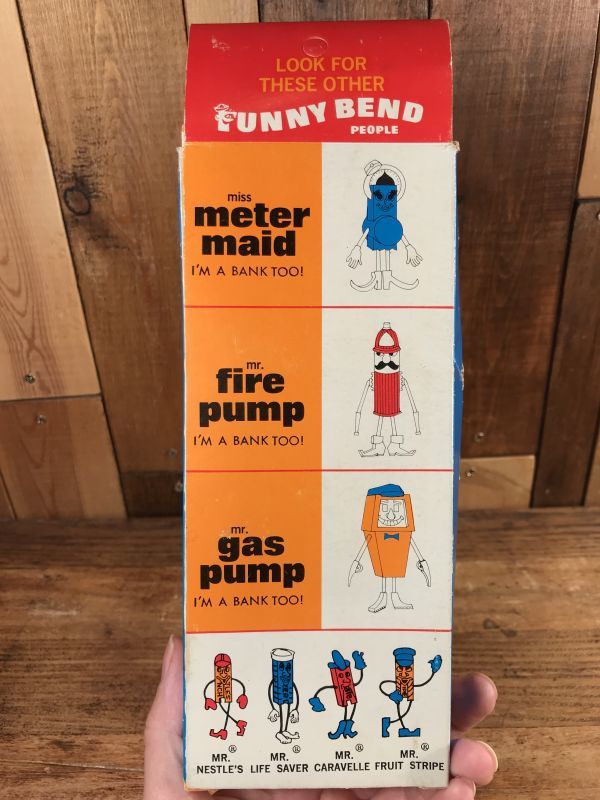 LOOK FOR
THESE OTHER
FUNNY BEND
PEOPLE
miss
meter
maid
I'M A BANK TOO!
mr.
fire
pump
I'M A BANK TOO!
mr.
gas
pump
I'M A BANK TOO!
® ® ® ®
MR. MR. MR. MR.
NESTLE'S LIFE SAVER CARAVELLE FRUIT STRIPE